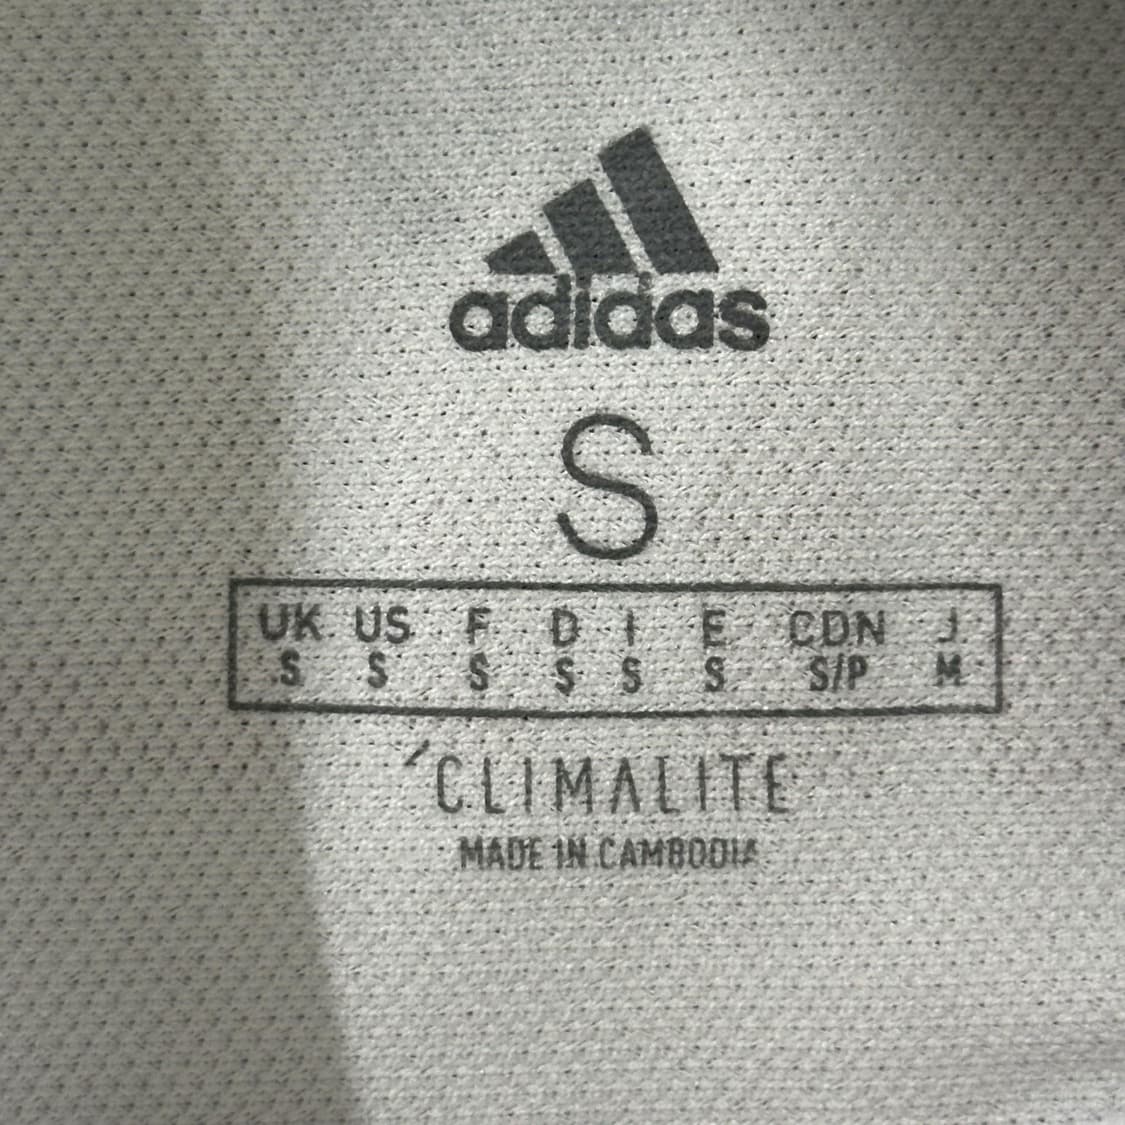 adidas
S
UK US F D I E CDN J
S S S S S S S/P M
´CLIMALITE
MADE IN CAMBODIA